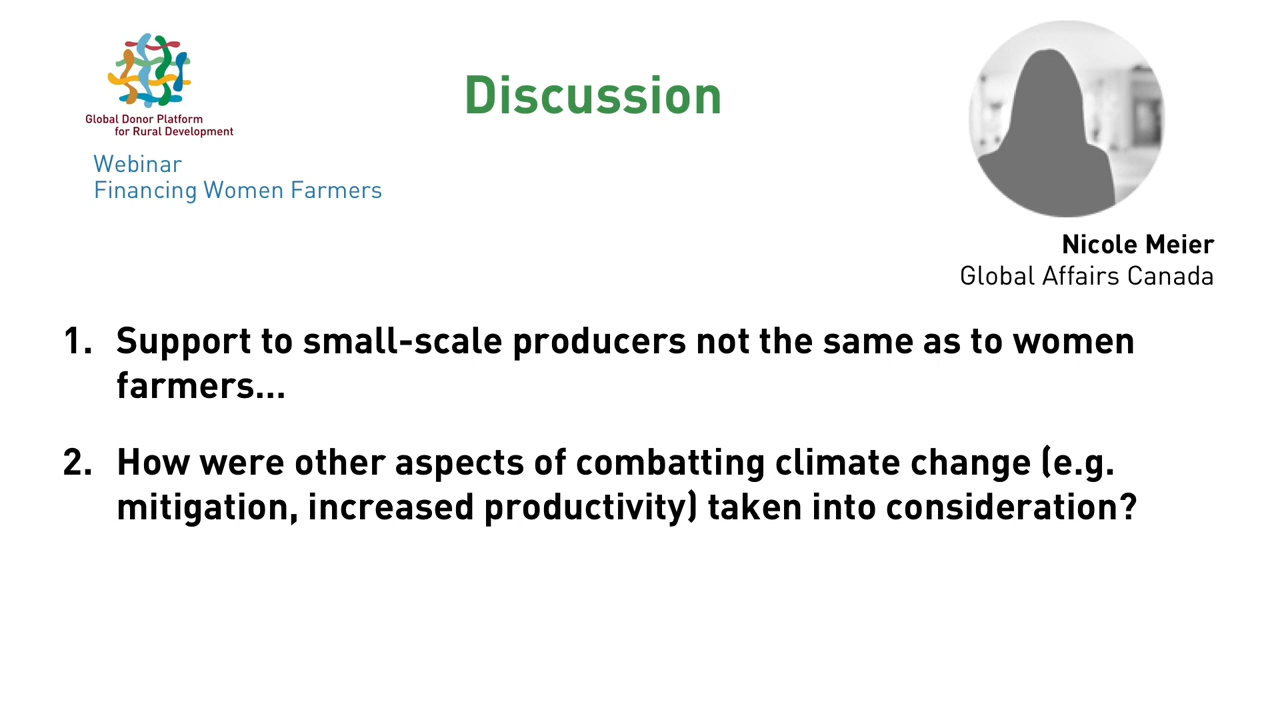 Global Donor Platform
for Rural Development
Webinar
Financing Women Farmers
Discussion
Nicole Meier
Global Affairs Canada
1. Support to small-scale producers not the same as to women
farmers...
2. How were other aspects of combatting climate change (e.g.
mitigation, increased productivity) taken into consideration?